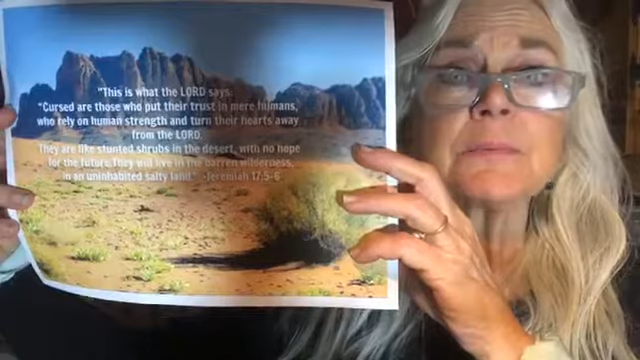 "This is what the LORD says:
"Cursed are those who put their trust in mere humans,
who rely on human strength and turn their hearts away
from the LORD.
They are like stunted shrubs in the desert, with no hope
for the future. They will live in the barren wilderness,
in an uninhabited salty land." -Jeremiah 17:5-6